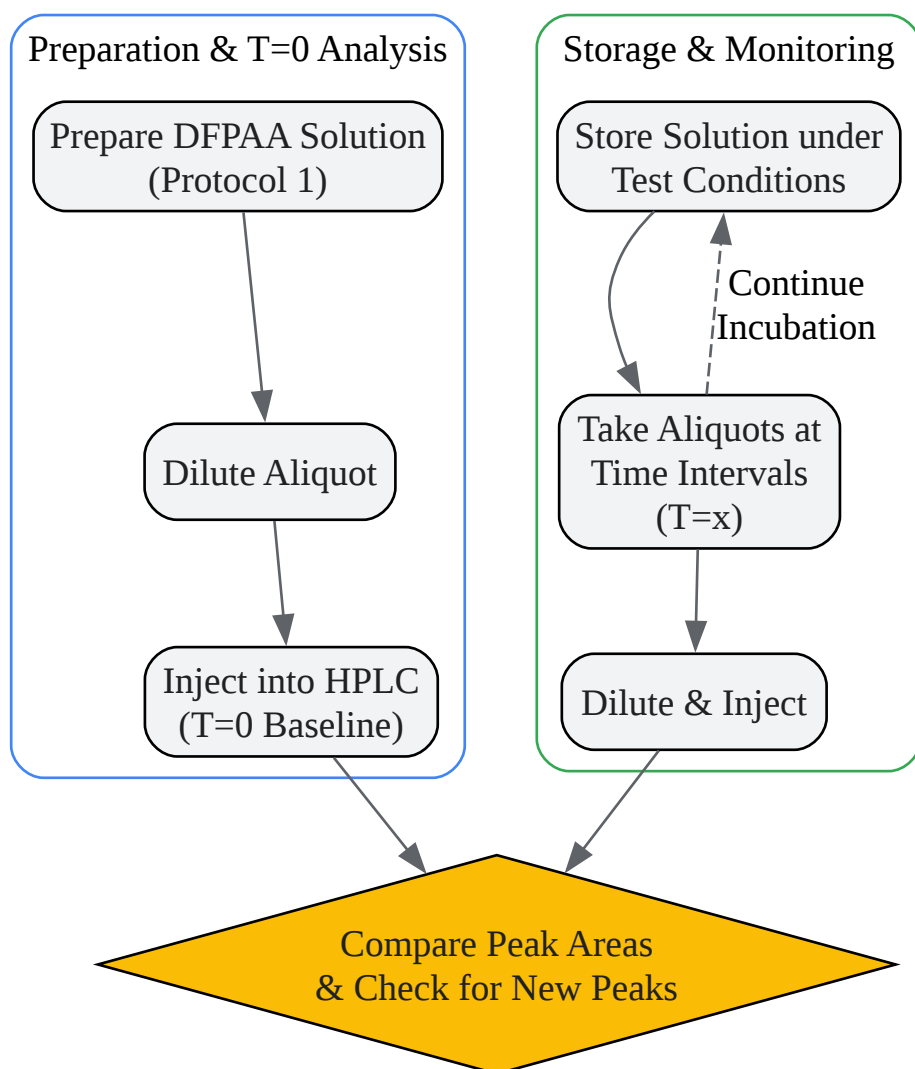 Preparation & T=0 Analysis
Prepare DFPAA Solution
(Protocol 1)
Dilute Aliquot
Inject into HPLC
(T=0 Baseline)
Storage & Monitoring
Store Solution under
Test Conditions
Continue
Incubation
Take Aliquots at
Time Intervals
(T=x)
Dilute & Inject
Compare Peak Areas
& Check for New Peaks